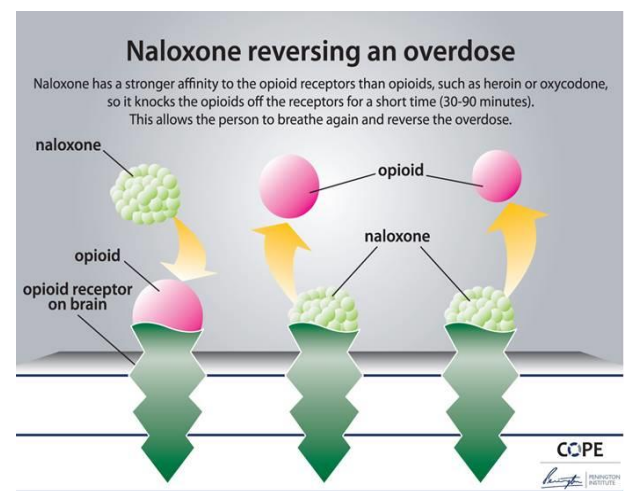 Naloxone reversing an overdose
Naloxone has a stronger affinity to the opioid receptors than opioids, such as heroin or oxycodone,
so it knocks the opioids off the receptors for a short time (30-90 minutes).
This allows the person to breathe again and reverse the overdose.
naloxone
opioid
naloxone
opioid
opioid receptor
on brain
COPE
PENINGTON
INSTITUTE